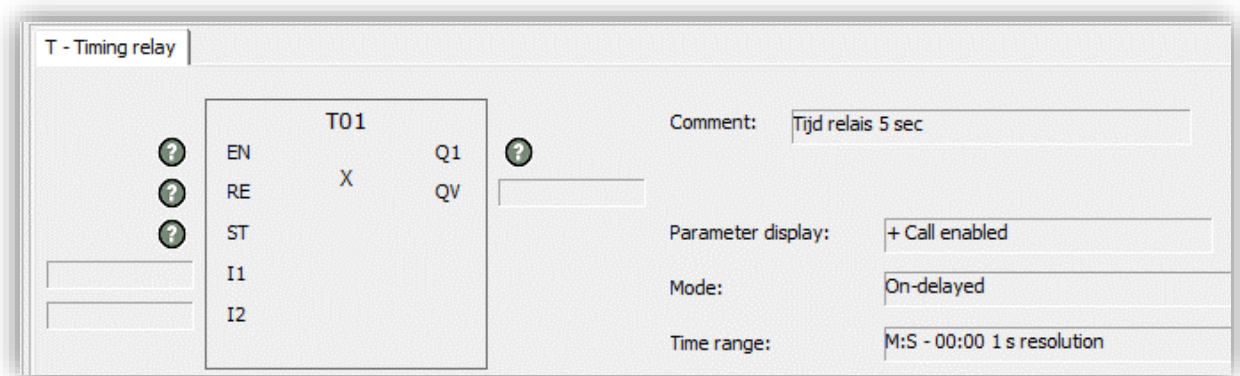 T - Timing relay
T01
Comment: Tijd relais 5 sec
? EN Q1 ?
X
? RE QV
? ST
Parameter display: + Call enabled
I1
Mode: On-delayed
I2
Time range: M:S - 00:00 1 s resolution